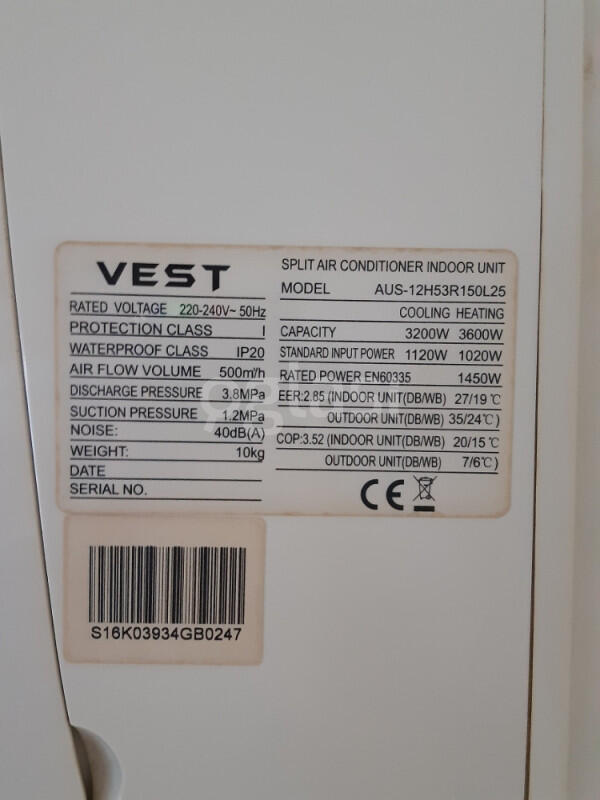 VEST
RATED VOLTAGE 220-240V~ 50Hz
PROTECTION CLASS I
WATERPROOF CLASS IP20
AIR FLOW VOLUME 500m³/h
DISCHARGE PRESSURE 3.8MPa
SUCTION PRESSURE 1.2MPa
NOISE: 40dB(A)
WEIGHT: 10kg
DATE
SERIAL NO.
SPLIT AIR CONDITIONER INDOOR UNIT
MODEL AUS-12H53R150L25
COOLING HEATING
CAPACITY 3200W 3600W
STANDARD INPUT POWER 1120W 1020W
RATED POWER EN60335 1450W
EER:2.85 (INDOOR UNIT(DB/WB) 27/19 ℃
OUTDOOR UNIT(DB/WB) 35/24℃)
COP:3.52 (INDOOR UNIT(DB/WB) 20/15 ℃
OUTDOOR UNIT(DB/WB) 7/6℃)
CE
S16K03934GB0247